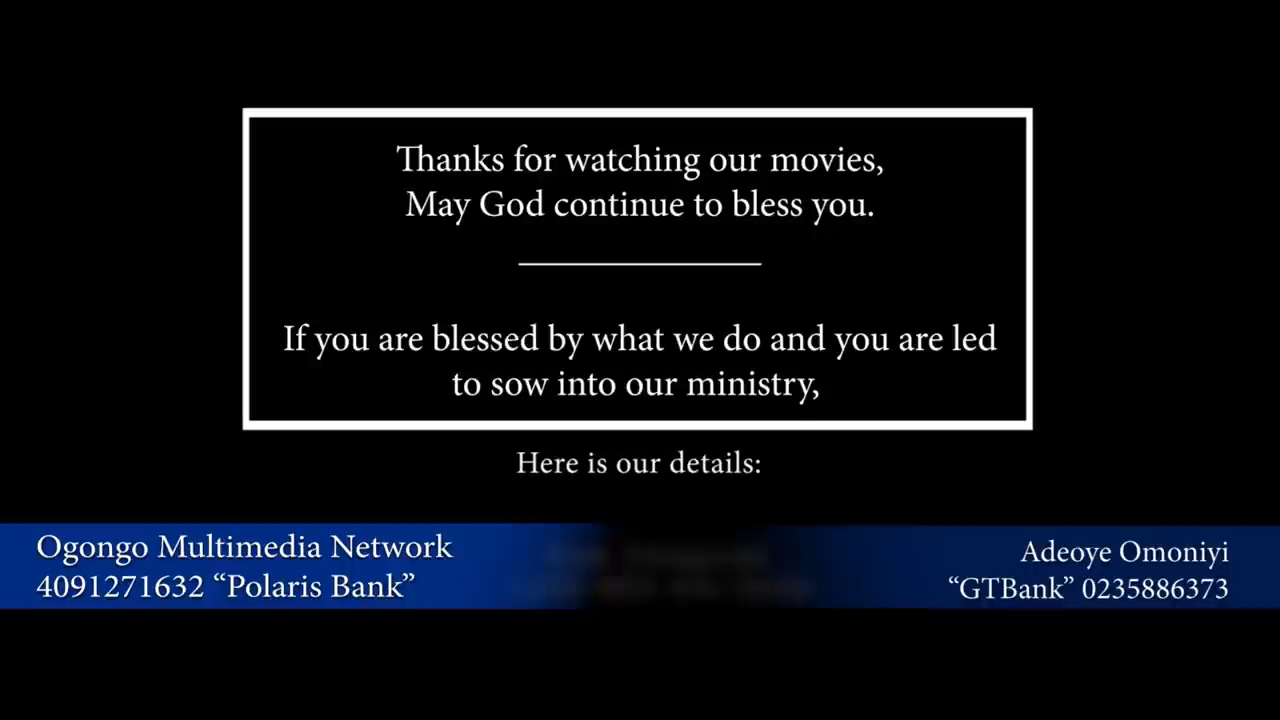 Thanks for watching our movies,
May God continue to bless you.
If you are blessed by what we do and you are led
to sow into our ministry,
Here is our details:
Ogongo Multimedia Network
4091271632 “Polaris Bank”
Adeoye Omoniyi
“GTBank” 0235886373